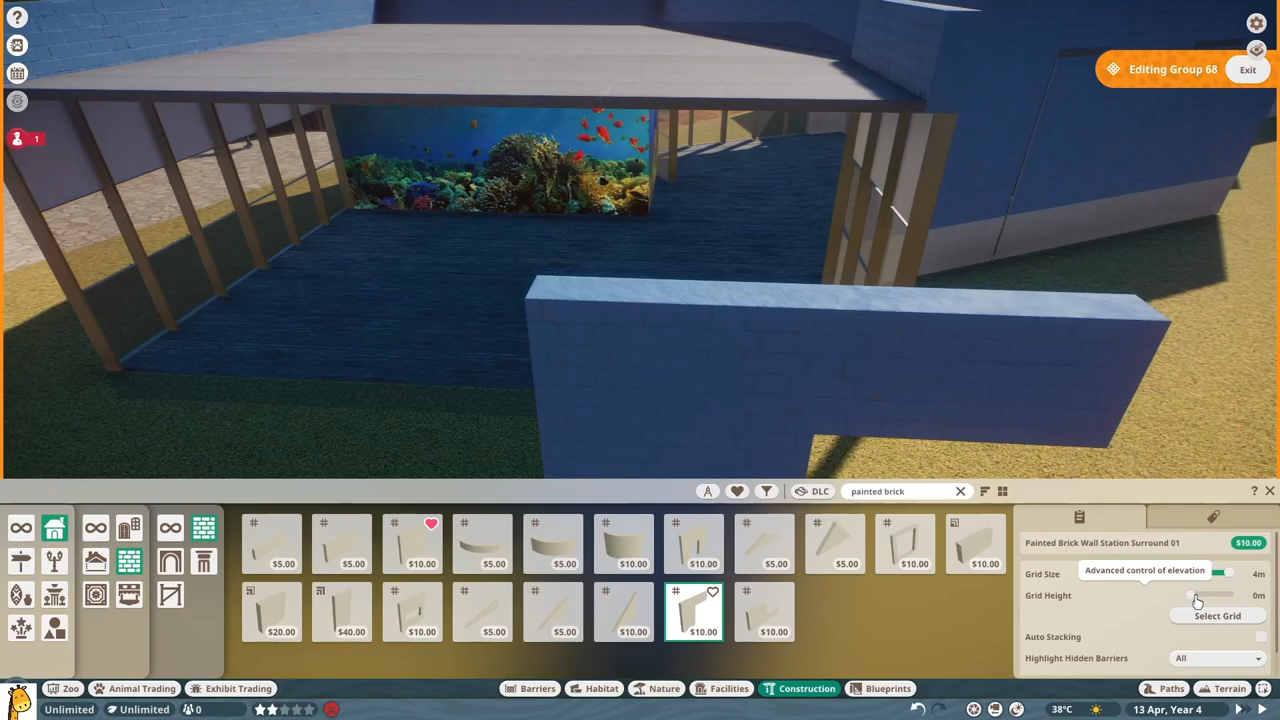 ?
Editing Group 68
Exit
1
DLC
painted brick
?
$5.00
$5.00
$10.00
$5.00
$5.00
$10.00
$10.00
$5.00
$5.00
$10.00
$10.00
$20.00
$40.00
$10.00
$5.00
$5.00
$10.00
$10.00
$10.00
Painted Brick Wall Station Surround 01
$10.00
Advanced control of elevation
Grid Size
4m
Grid Height
0m
Select Grid
Auto Stacking
Highlight Hidden Barriers
All
Zoo
Animal Trading
Exhibit Trading
Barriers
Habitat
Nature
Facilities
Construction
Blueprints
Paths
Terrain
Unlimited
Unlimited
0
38°C
13 Apr, Year 4